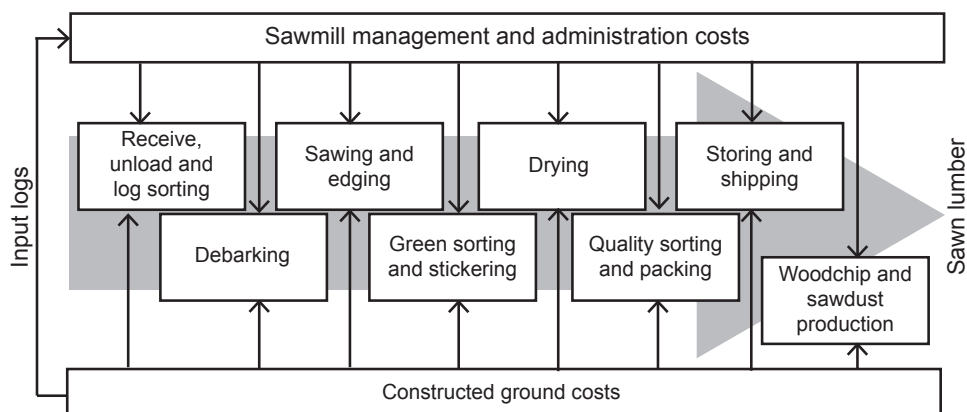 Sawmill management and administration costs
Input logs
Receive,
unload and
log sorting
Debarking
Sawing and
edging
Green sorting
and stickering
Drying
Quality sorting
and packing
Storing and
shipping
Woodchip and
sawdust
production
Sawn lumber
Constructed ground costs